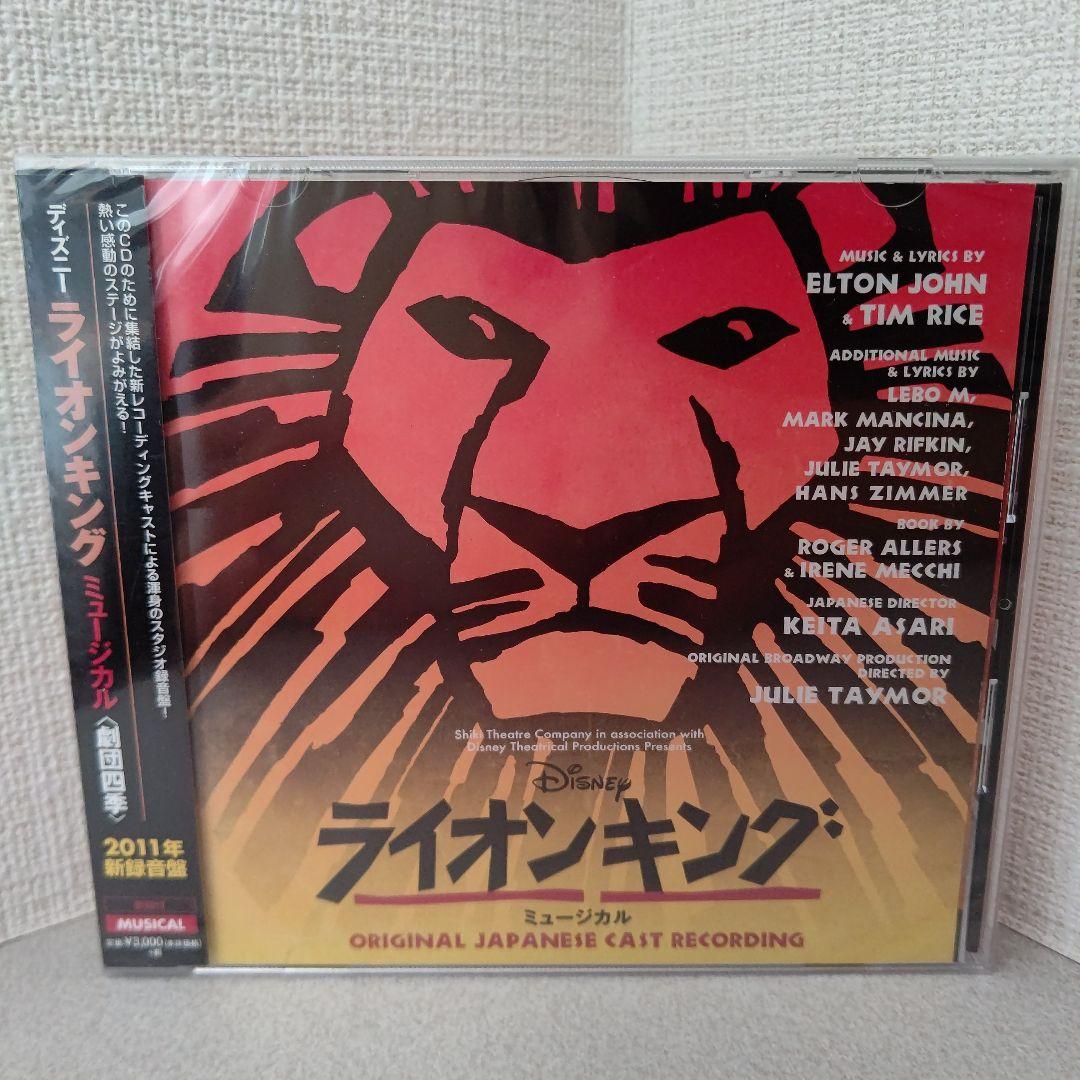 このCDのために集結した新レコーディングキャストによる渾身のスタジオ録音盤!
熱い感動のステージがよみがえる!
ディズニー ライオンキング ミュージカル〈劇団四季〉
2011年
新録音盤
MUSICAL
MUSIC & LYRICS BY
ELTON JOHN
& TIM RICE
ADDITIONAL MUSIC
& LYRICS BY
LEBO M,
MARK MANCINA,
JAY RIFKIN,
JULIE TAYMOR,
HANS ZIMMER
BOOK BY
ROGER ALLERS
& IRENE MECCHI
JAPANESE DIRECTOR
KEITA ASARI
ORIGINAL BROADWAY PRODUCTION
DIRECTED BY
JULIE TAYMOR
Shiki Theatre Company in association with
Disney Theatrical Productions Presents
DISNEY
ライオンキング
ミュージカル
ORIGINAL JAPANESE CAST RECORDING